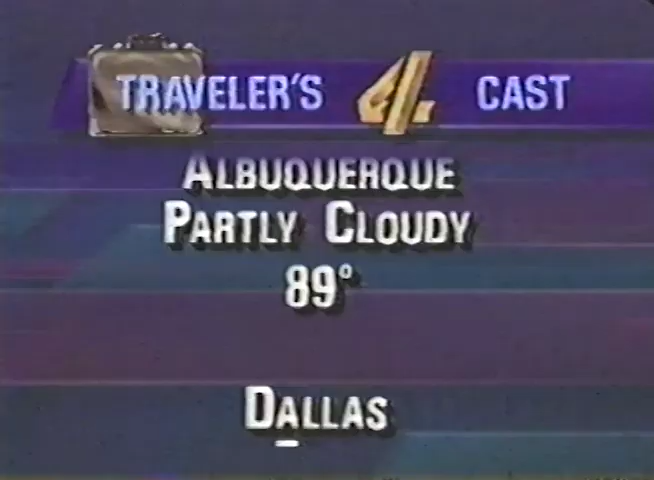 TRAVELER'S 4 CAST
ALBUQUERQUE
PARTLY CLOUDY
89°
DALLAS